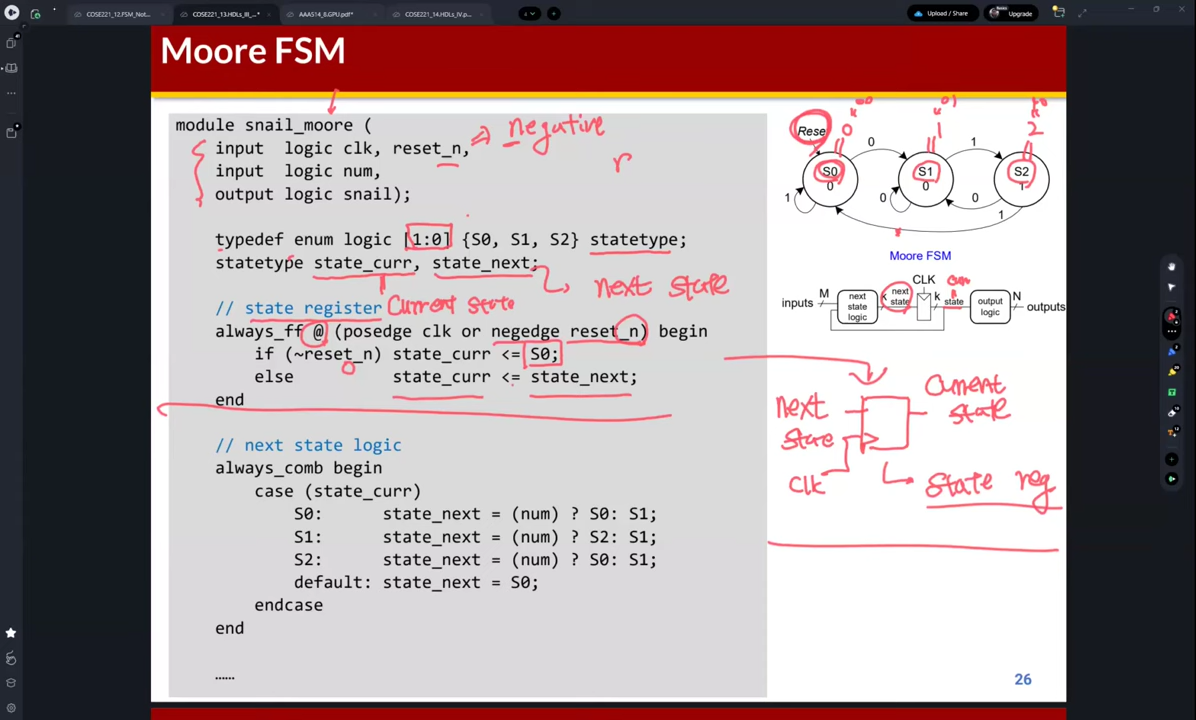 COSE221_12.FSM_Not...
COSE221_13.HDLs_III_...*
AAA514_8.GPU.pdf*
COSE221_14.HDLs_IV.p...
Upload / Share
Upgrade
Moore FSM
module snail_moore (
input logic clk, reset_n,
input logic num,
output logic snail);
⇒ negative
r
typedef enum logic [1:0] {S0, S1, S2} statetype;
statetype state_curr, state_next;
next state
// state register
Current state
always_ff @ (posedge clk or negedge reset_n) begin
if (~reset_n) state_curr <= S0;
0
else state_curr <= state_next;
end
// next state logic
always_comb begin
case (state_curr)
S0: state_next = (num) ? S0: S1;
S1: state_next = (num) ? S2: S1;
S2: state_next = (num) ? S0: S1;
default: state_next = S0;
endcase
end
......
01
0 1 2
Rese
0 1
S0 S1 S2
0 0 1
1 0 0
1
Moore FSM
CLK
inputs M
next state logic
k next state
k state
output logic
N outputs
next state
Current state
clk
State reg
26